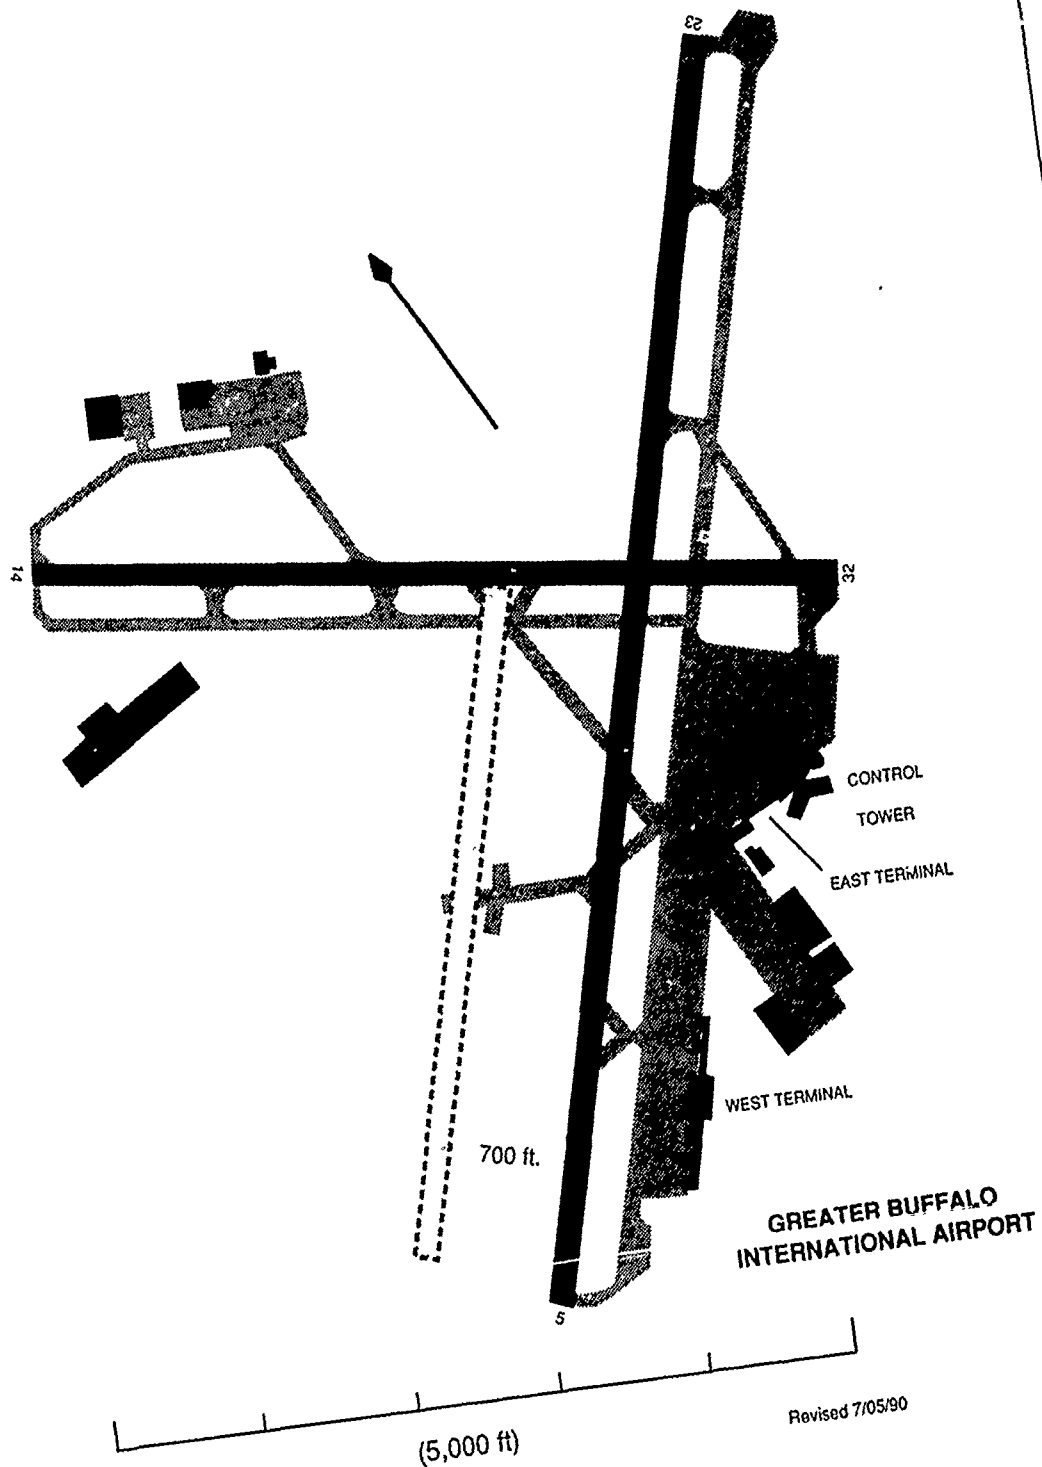 23
14
32
CONTROL
TOWER
EAST TERMINAL
WEST TERMINAL
700 ft.
GREATER BUFFALO
INTERNATIONAL AIRPORT
5
Revised 7/05/90
(5,000 ft)